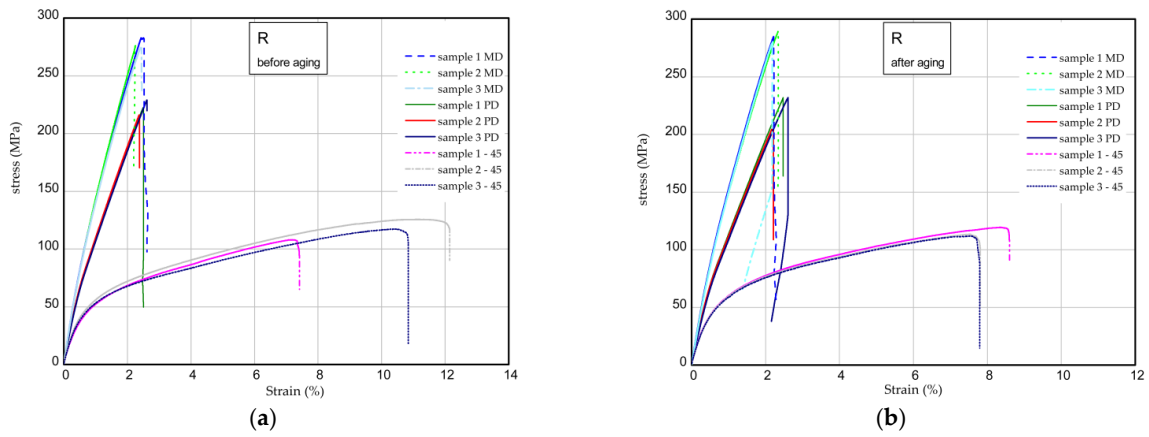 R
before aging
sample 1 MD
sample 2 MD
sample 3 MD
sample 1 PD
sample 2 PD
sample 3 PD
sample 1 - 45
sample 2 - 45
sample 3 - 45
300
250
200
150
100
50
0
stress (MPa)
0 2 4 6 8 10 12 14
Strain (%)
(a)
R
after aging
sample 1 MD
sample 2 MD
sample 3 MD
sample 1 PD
sample 2 PD
sample 3 PD
sample 1 - 45
sample 2 - 45
sample 3 - 45
300
250
200
150
100
50
0
stress (MPa)
0 2 4 6 8 10 12
Strain (%)
(b)